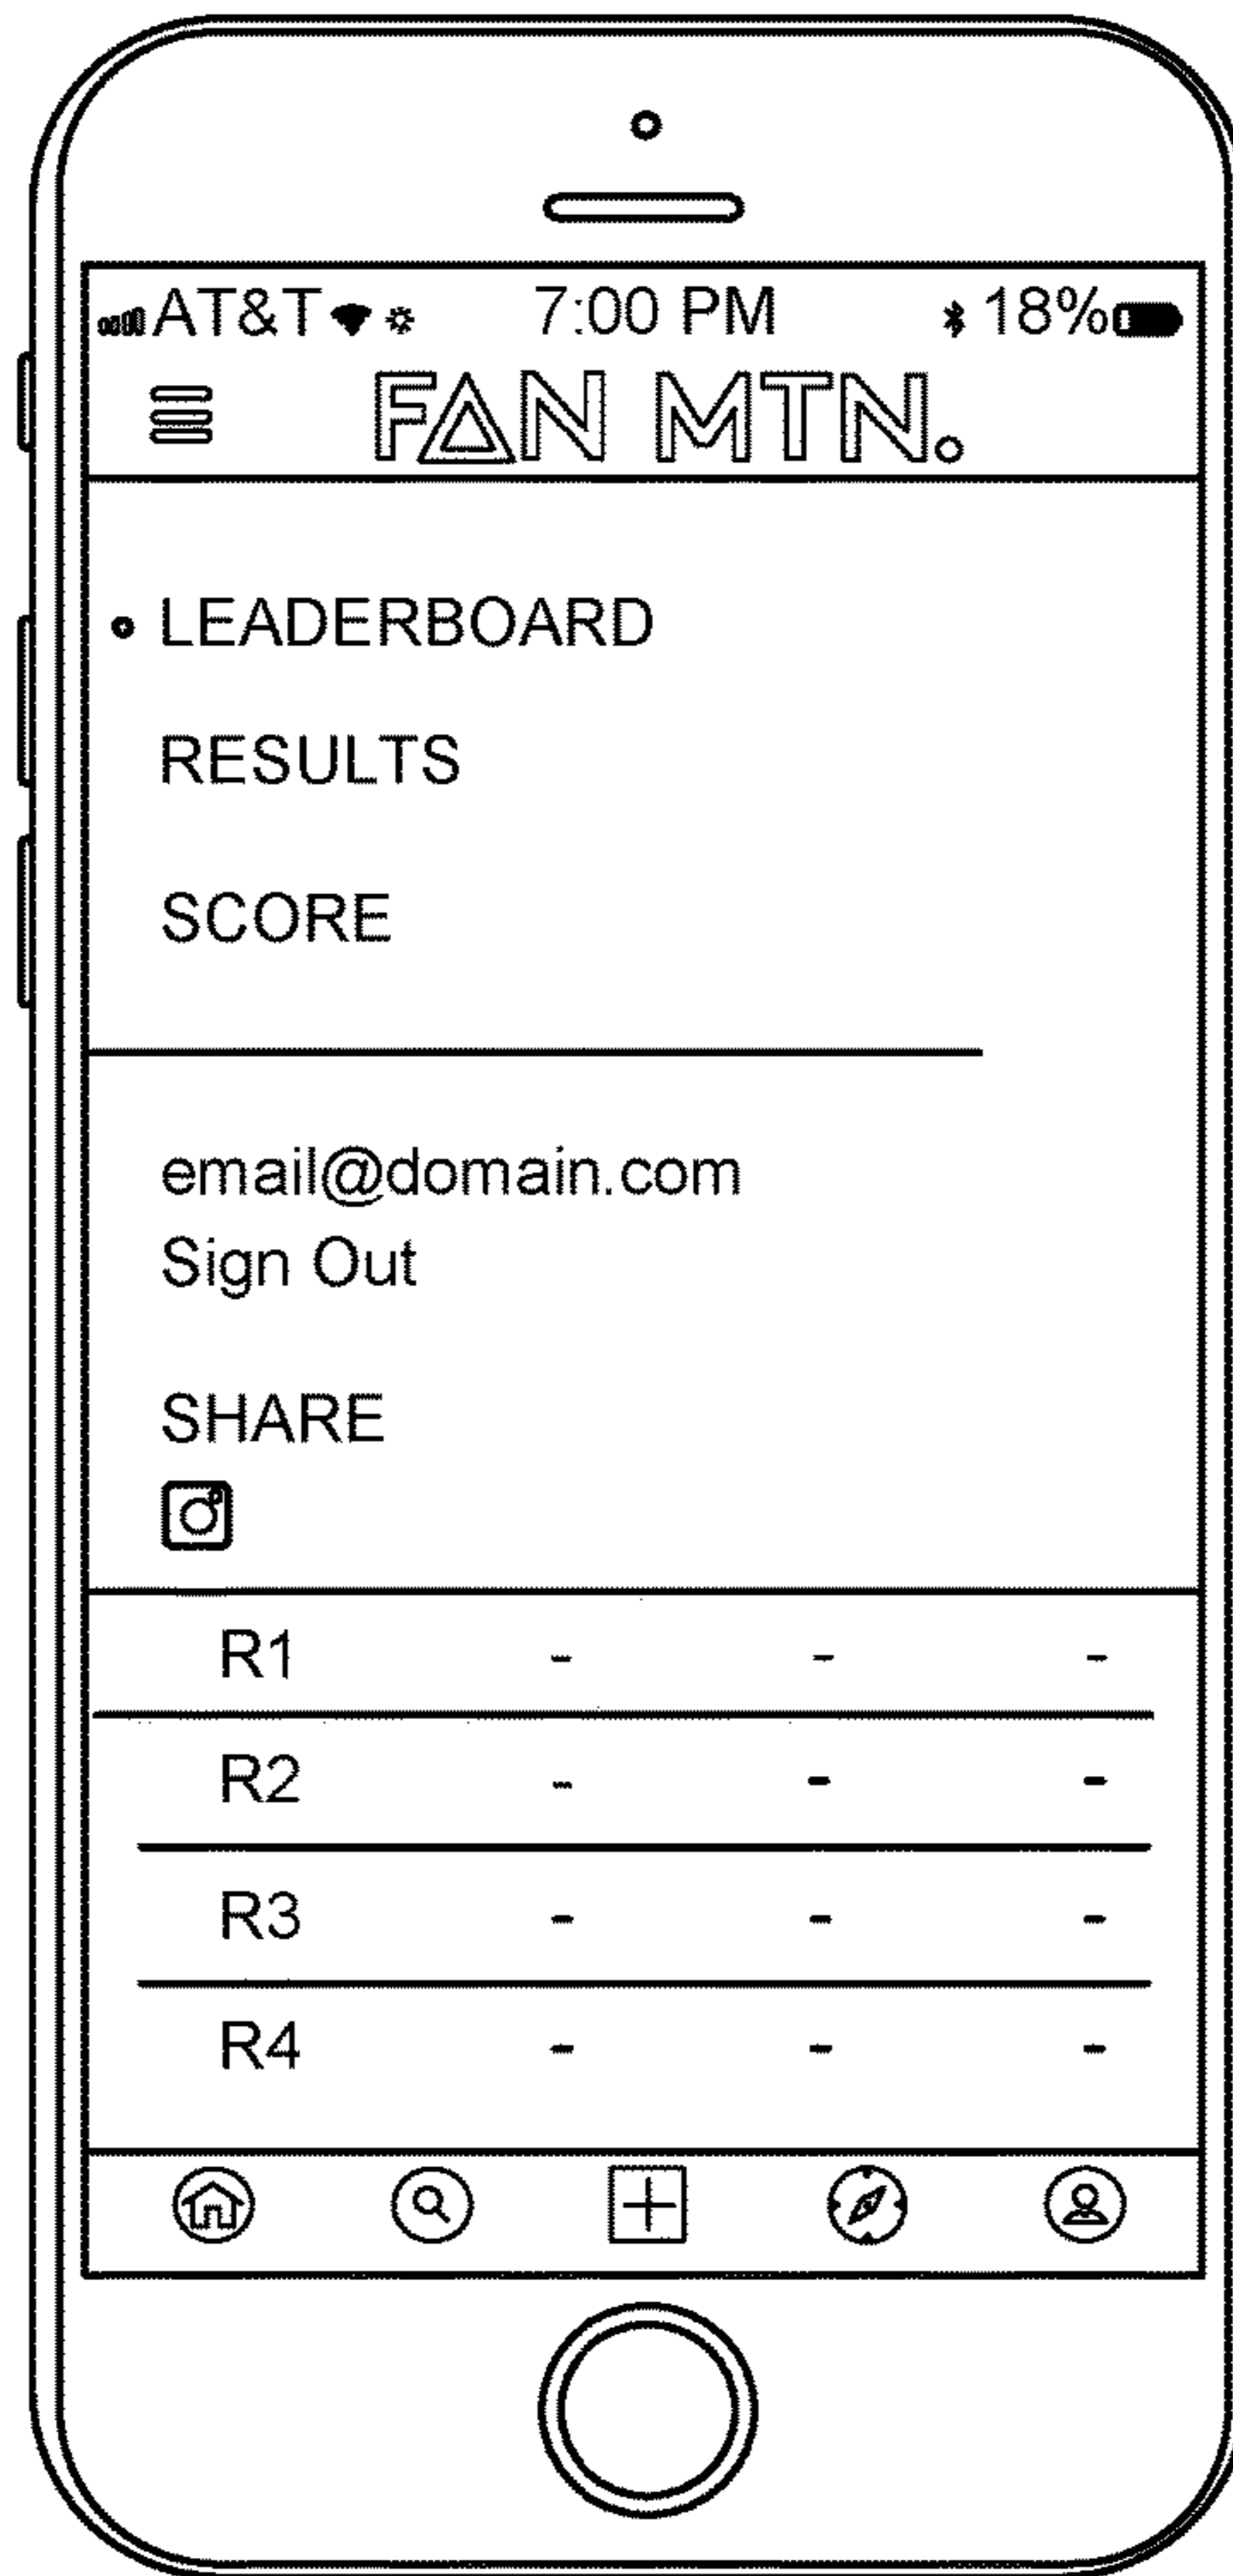 AT&T 7:00 PM 18%
FAN MTN.
LEADERBOARD
RESULTS
SCORE
email@domain.com
Sign Out
SHARE
R1 - - -
R2 - - -
R3 - - -
R4 - - -